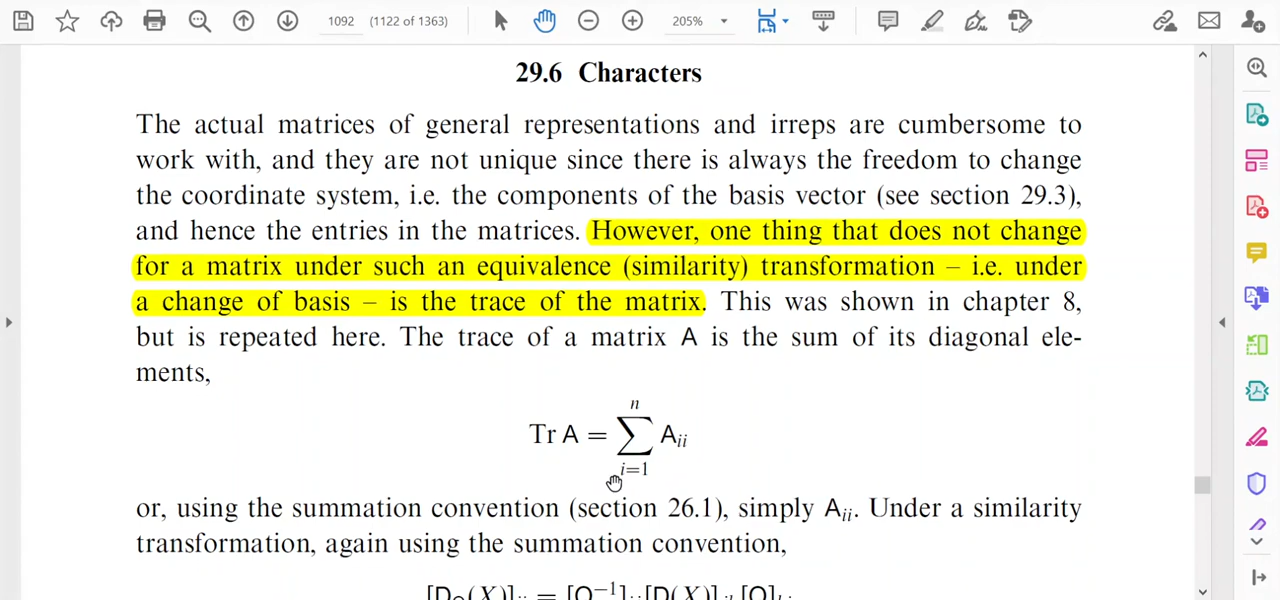 1092 (1122 of 1363) 205%
29.6 Characters
The actual matrices of general representations and irreps are cumbersome to
work with, and they are not unique since there is always the freedom to change
the coordinate system, i.e. the components of the basis vector (see section 29.3),
and hence the entries in the matrices. However, one thing that does not change
for a matrix under such an equivalence (similarity) transformation – i.e. under
a change of basis – is the trace of the matrix. This was shown in chapter 8,
but is repeated here. The trace of a matrix A is the sum of its diagonal ele-
ments,
n
Tr A = ∑ Aᵢᵢ
i=1
or, using the summation convention (section 26.1), simply Aᵢᵢ. Under a similarity
transformation, again using the summation convention,